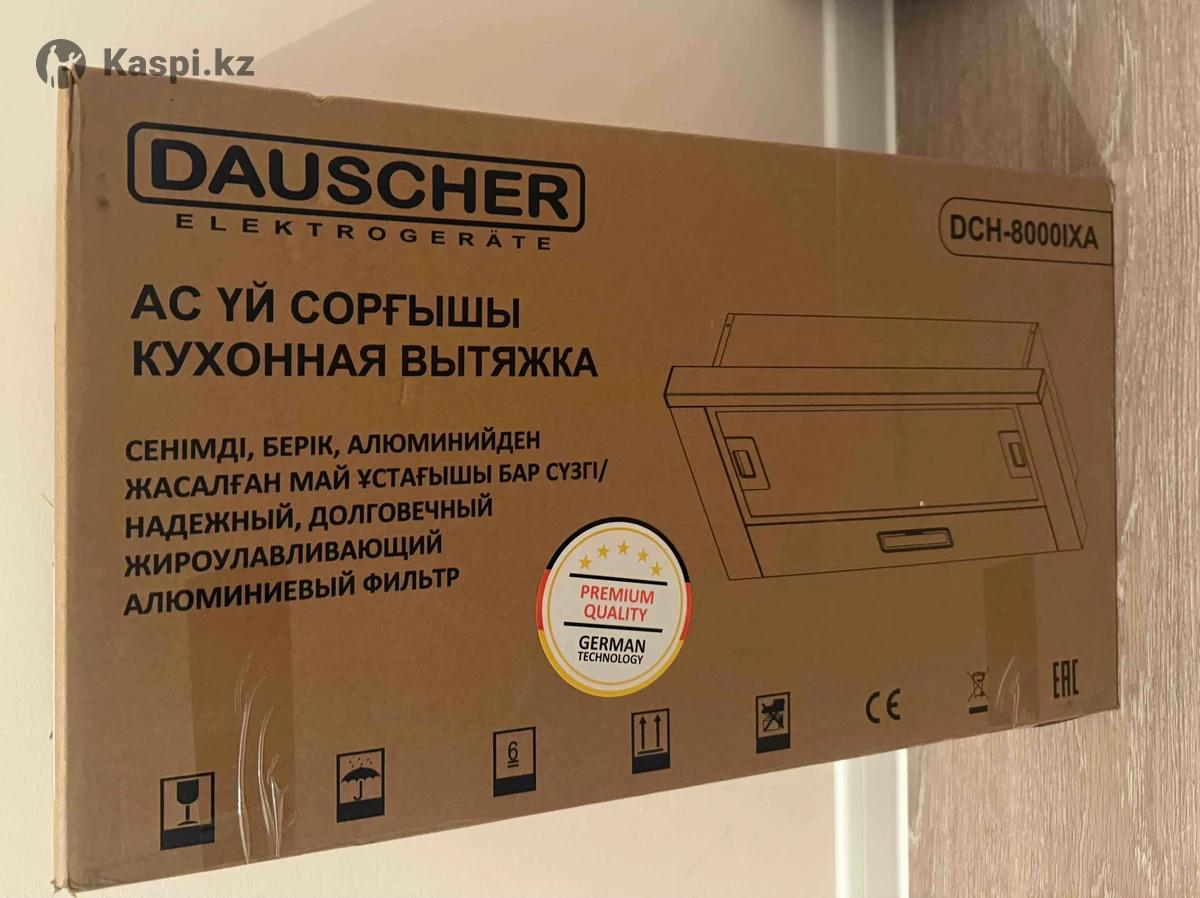 Kaspi.kz
DAUSCHER
ELEKTROGERÄTE
DCH-8000IXA
АС ҮЙ СОРҒЫШЫ
КУХОННАЯ ВЫТЯЖКА
СЕНІМДІ, БЕРІК, АЛЮМИНИЙДЕН
ЖАСАЛҒАН МАЙ ҰСТАҒЫШЫ БАР СҮЗГІ/
НАДЕЖНЫЙ, ДОЛГОВЕЧНЫЙ
ЖИРОУЛАВЛИВАЮЩИЙ
АЛЮМИНИЕВЫЙ ФИЛЬТР
PREMIUM
QUALITY
GERMAN
TECHNOLOGY
6
CE
EAC